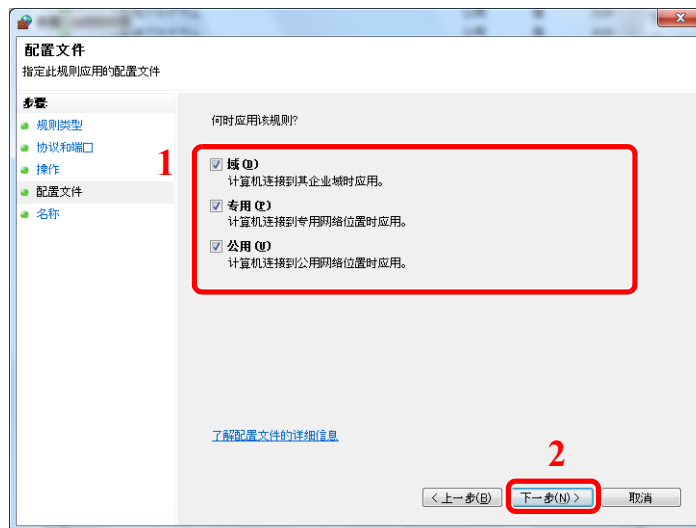 配置文件
指定此规则应用的配置文件
步骤:
规则类型
协议和端口
操作
配置文件
名称
何时应用该规则?
1
域(D)
计算机连接到其企业域时应用。
专用(P)
计算机连接到专用网络位置时应用。
公用(U)
计算机连接到公用网络位置时应用。
了解配置文件的详细信息
2
< 上一步(B)
下一步(N) >
取消